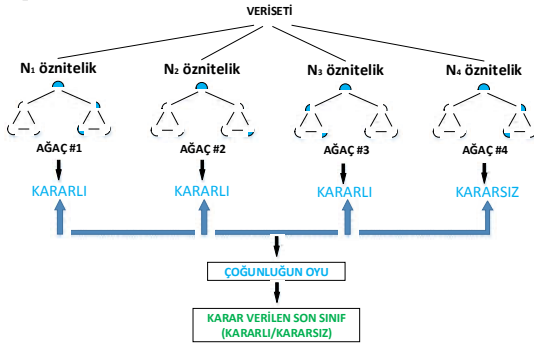 VERİSETİ
N₁ öznitelik N₂ öznitelik N₃ öznitelik N₄ öznitelik
AĞAÇ #1 AĞAÇ #2 AĞAÇ #3 AĞAÇ #4
KARARLI KARARLI KARARLI KARARSIZ
ÇOĞUNLUĞUN OYU
KARAR VERİLEN SON SINIF
(KARARLI/KARARSIZ)